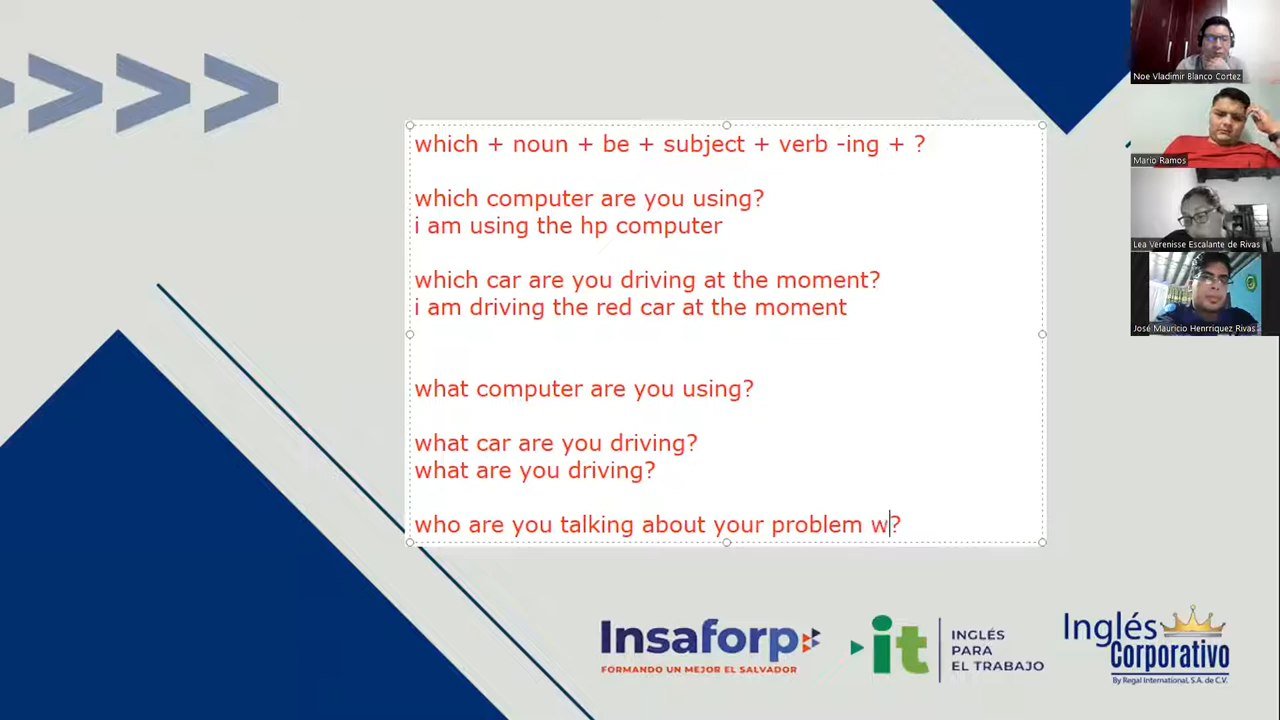 which + noun + be + subject + verb -ing + ?
which computer are you using?
i am using the hp computer
which car are you driving at the moment?
i am driving the red car at the moment
what computer are you using?
what car are you driving?
what are you driving?
who are you talking about your problem w?
Insaforp
FORMANDO UN MEJOR EL SALVADOR
it
INGLÉS
PARA
EL TRABAJO
Inglés
Corporativo
By Regal International, S.A. de C.V.
Noe Vladimir Blanco Cortez
Mario Ramos
Lea Verenisse Escalante de Rivas
José Mauricio Henrriquez Rivas